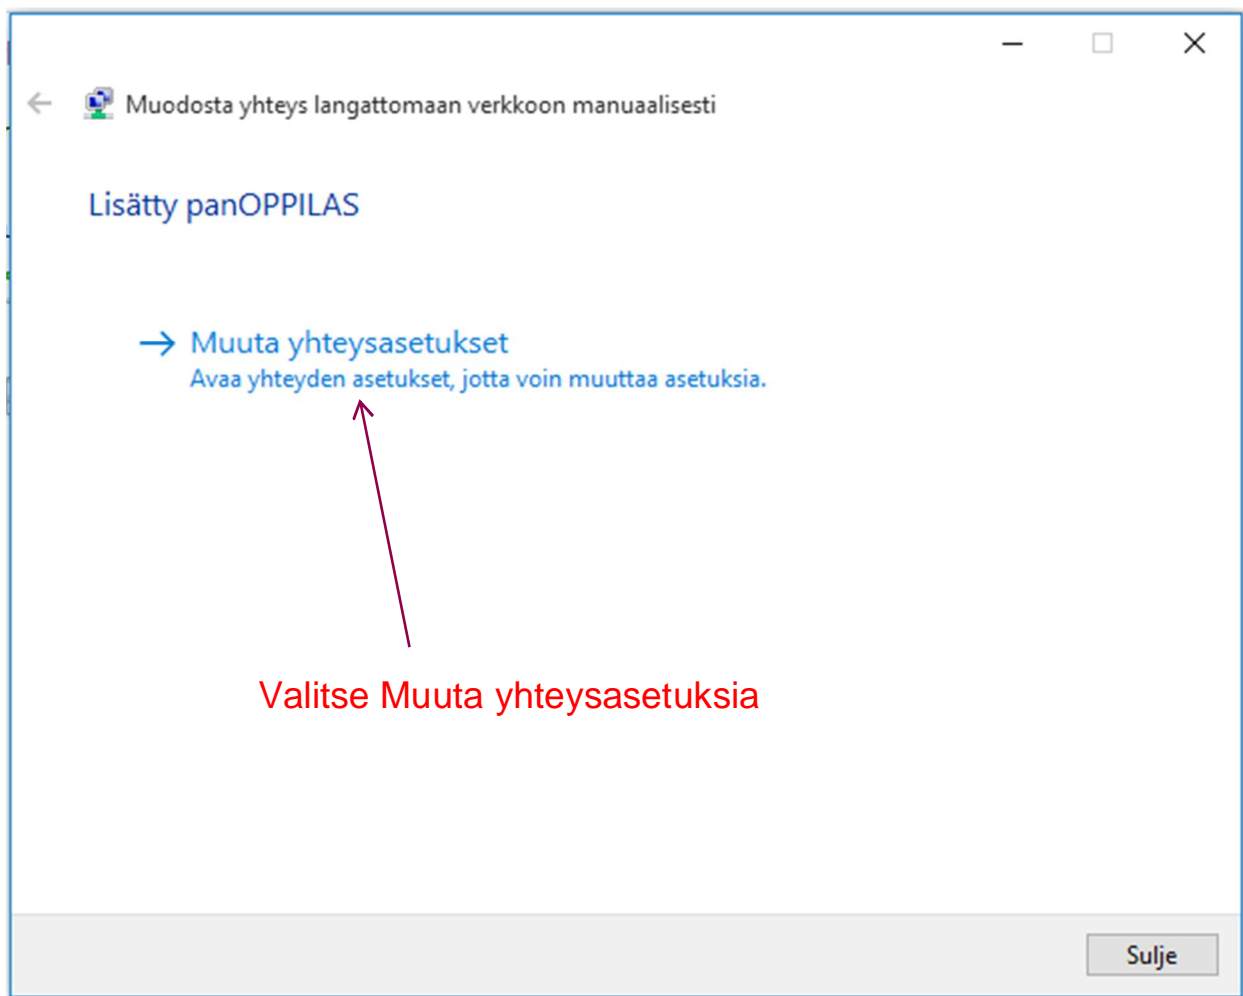 Muodosta yhteys langattomaan verkkoon manuaalisesti
Lisätty panOPPILAS
Muuta yhteysasetukset
Avaa yhteyden asetukset, jotta voin muuttaa asetuksia.
Valitse Muuta yhteysasetuksia
Sulje